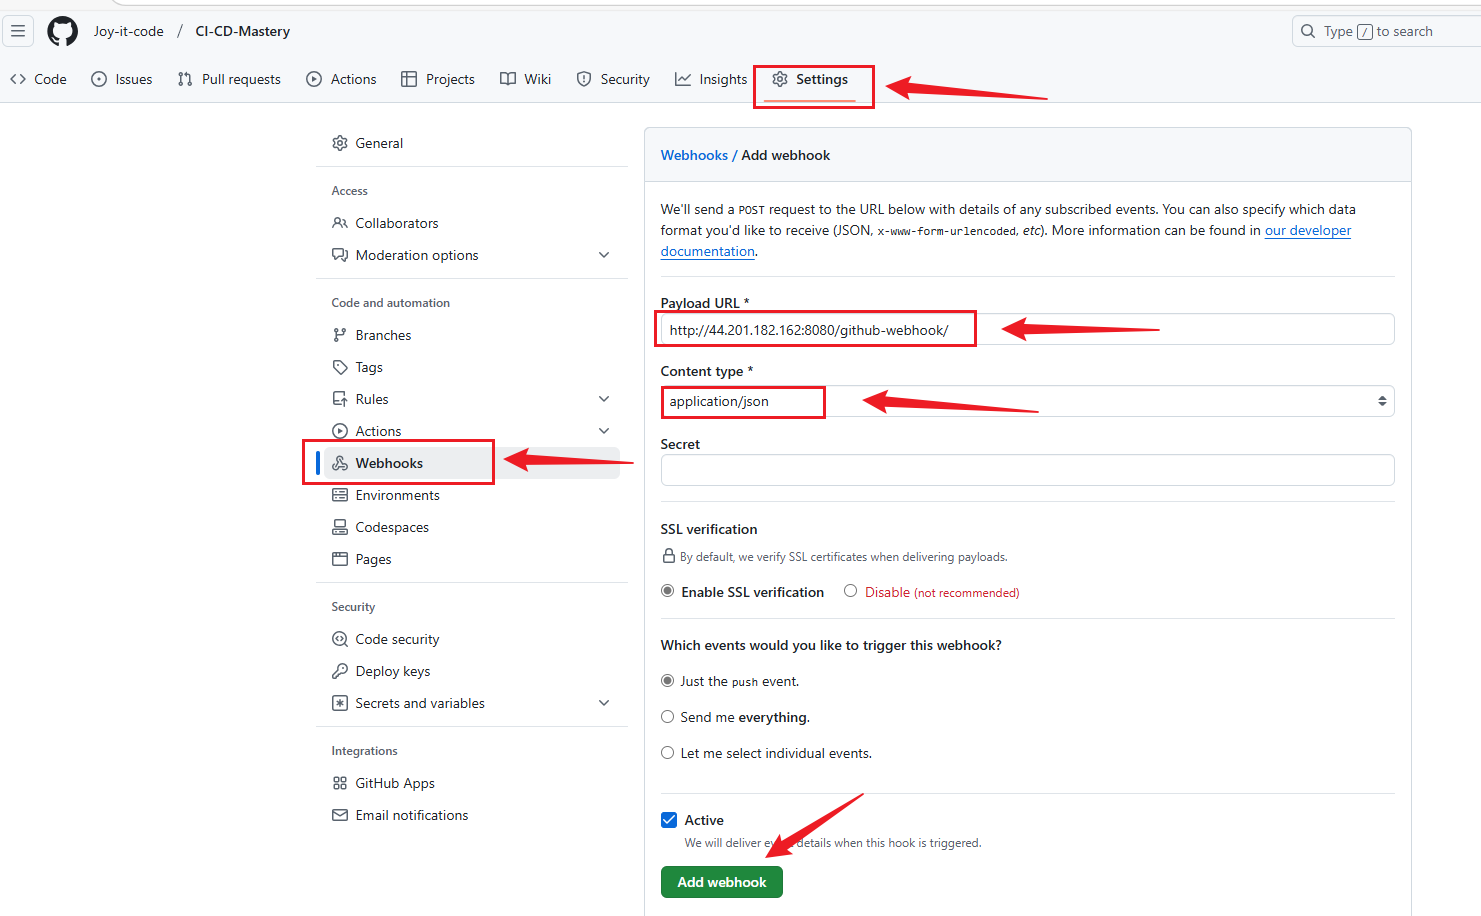 Joy-it-code / CI-CD-Mastery
Type / to search
Code Issues Pull requests Actions Projects Wiki Security Insights Settings
General
Access
Collaborators
Moderation options
Code and automation
Branches
Tags
Rules
Actions
Webhooks
Environments
Codespaces
Pages
Security
Code security
Deploy keys
Secrets and variables
Integrations
GitHub Apps
Email notifications
Webhooks / Add webhook
We'll send a POST request to the URL below with details of any subscribed events. You can also specify which data
format you'd like to receive (JSON, x-www-form-urlencoded, etc). More information can be found in our developer
documentation.
Payload URL *
http://44.201.182.162:8080/github-webhook/
Content type *
application/json
Secret
SSL verification
By default, we verify SSL certificates when delivering payloads.
Enable SSL verification Disable (not recommended)
Which events would you like to trigger this webhook?
Just the push event.
Send me everything.
Let me select individual events.
Active
We will deliver details when this hook is triggered.
Add webhook